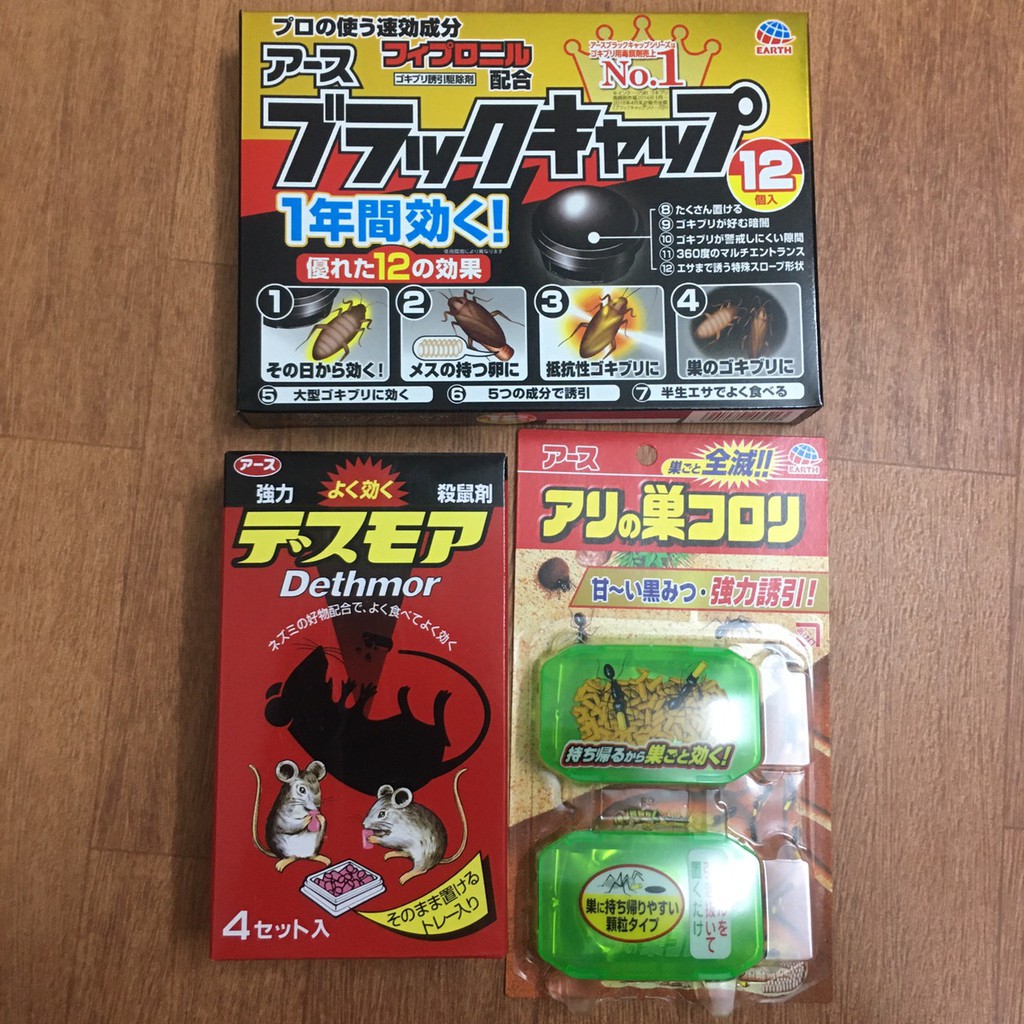 プロの使う速効成分
アース
フィプロニル
ゴキブリ誘引駆除剤
配合
No.1
EARTH
ブラックキャップ
12
個入
1年間効く!
優れた12の効果
⑧ たくさん置ける
⑨ ゴキブリが好む暗闇
⑩ ゴキブリが警戒しにくい隙間
⑪ 360度のマルチエントランス
⑫ エサまで誘う特殊スロープ形状
① その日から効く!
② メスの持つ卵に
③ 抵抗性ゴキブリに
④ 巣のゴキブリに
⑤ 大型ゴキブリに効く
⑥ 5つの成分で誘引
⑦ 半生エサでよく食べる
アース
強力
よく効く
殺鼠剤
デスモア
Dethmor
ネズミの好物配合で、よく食べてよく効く
そのまま置ける
トレー入り
4セット入
アース
巣ごと全滅!!
EARTH
アリの巣コロリ
甘〜い黒みつ・強力誘引!
持ち帰るから巣ごと効く!
巣に持ち帰りやすい
顆粒タイプ
抜いて
置くだけ